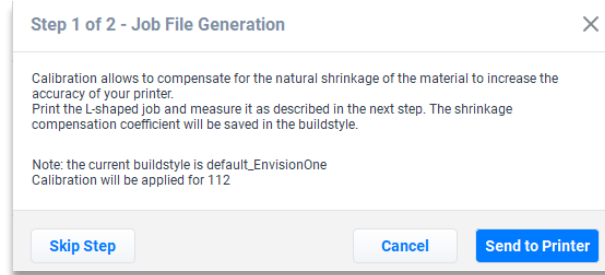 Step 1 of 2 - Job File Generation
Calibration allows to compensate for the natural shrinkage of the material to increase the
accuracy of your printer.
Print the L-shaped job and measure it as described in the next step. The shrinkage
compensation coefficient will be saved in the buildstyle.
Note: the current buildstyle is default_EnvisionOne
Calibration will be applied for 112
Skip Step
Cancel
Send to Printer